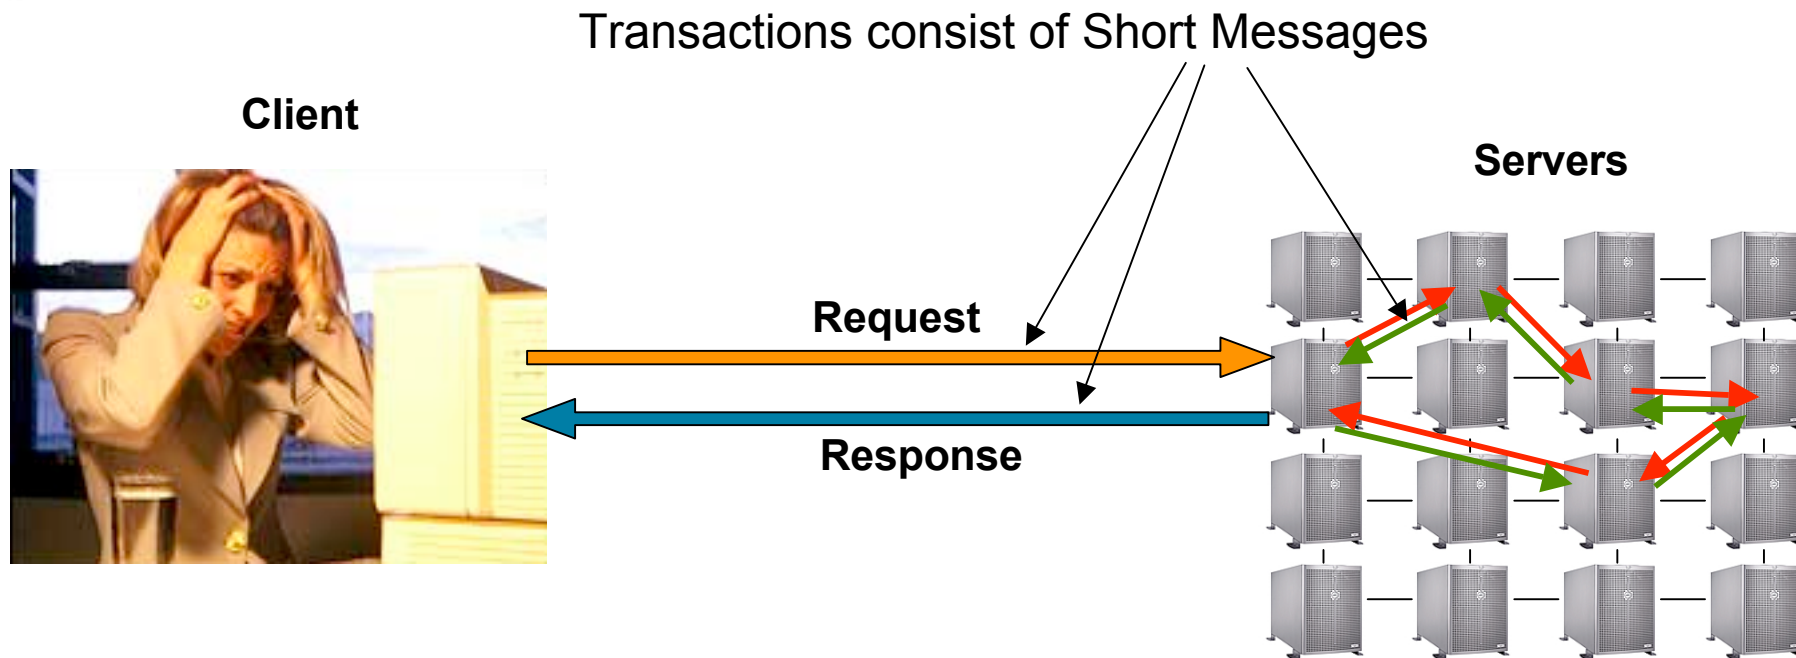 Transactions consist of Short Messages
Client
Servers
Request
Response